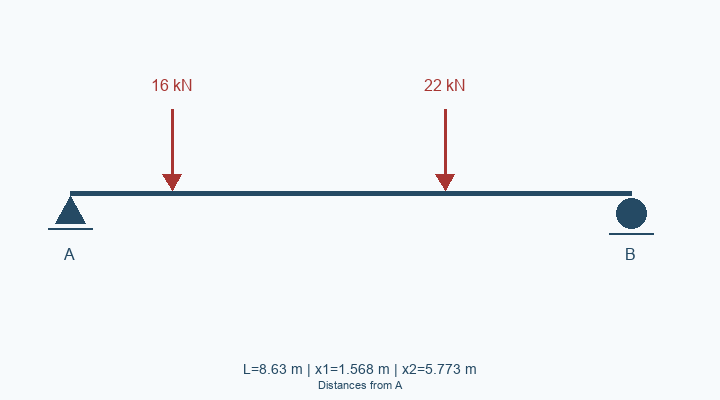 16 kN 22 kN
A B
L=8.63 m | x1=1.568 m | x2=5.773 m
Distances from A